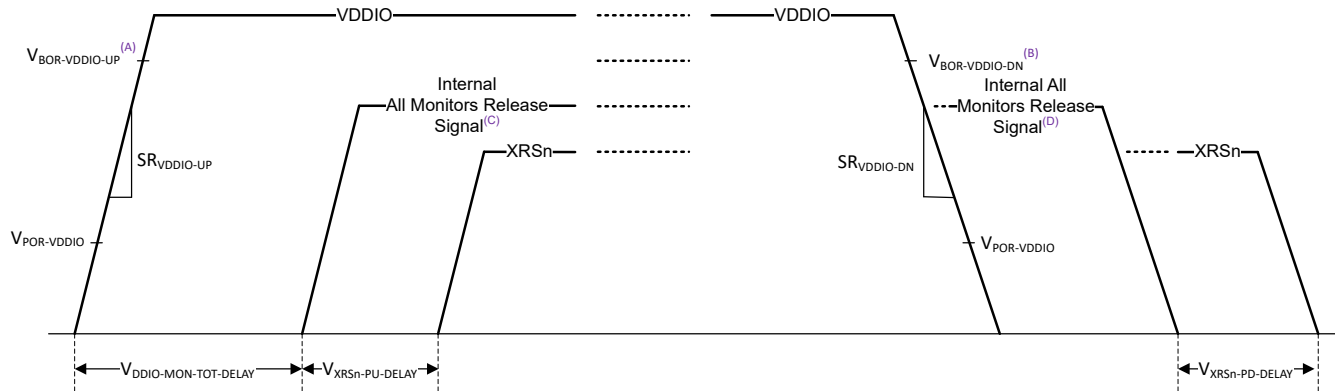 VDDIO
VDDIO
VBOR-VDDIO-UP(A)
VBOR-VDDIO-DN(B)
Internal
All Monitors Release
Signal(C)
Internal All
Monitors Release
Signal(D)
XRSn
XRSn
SRVDDIO-UP
SRVDDIO-DN
VPOR-VDDIO
VPOR-VDDIO
VDDIO-MON-TOT-DELAY
VXRSn-PU-DELAY
VXRSn-PD-DELAY